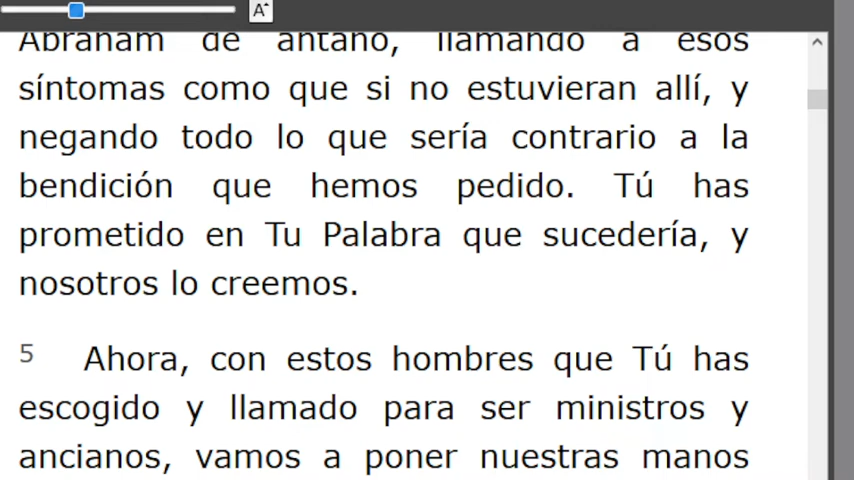 A
Abraham de antaño, llamando a esos
síntomas como que si no estuvieran allí, y
negando todo lo que sería contrario a la
bendición que hemos pedido. Tú has
prometido en Tu Palabra que sucedería, y
nosotros lo creemos.
5 Ahora, con estos hombres que Tú has
escogido y llamado para ser ministros y
ancianos, vamos a poner nuestras manos